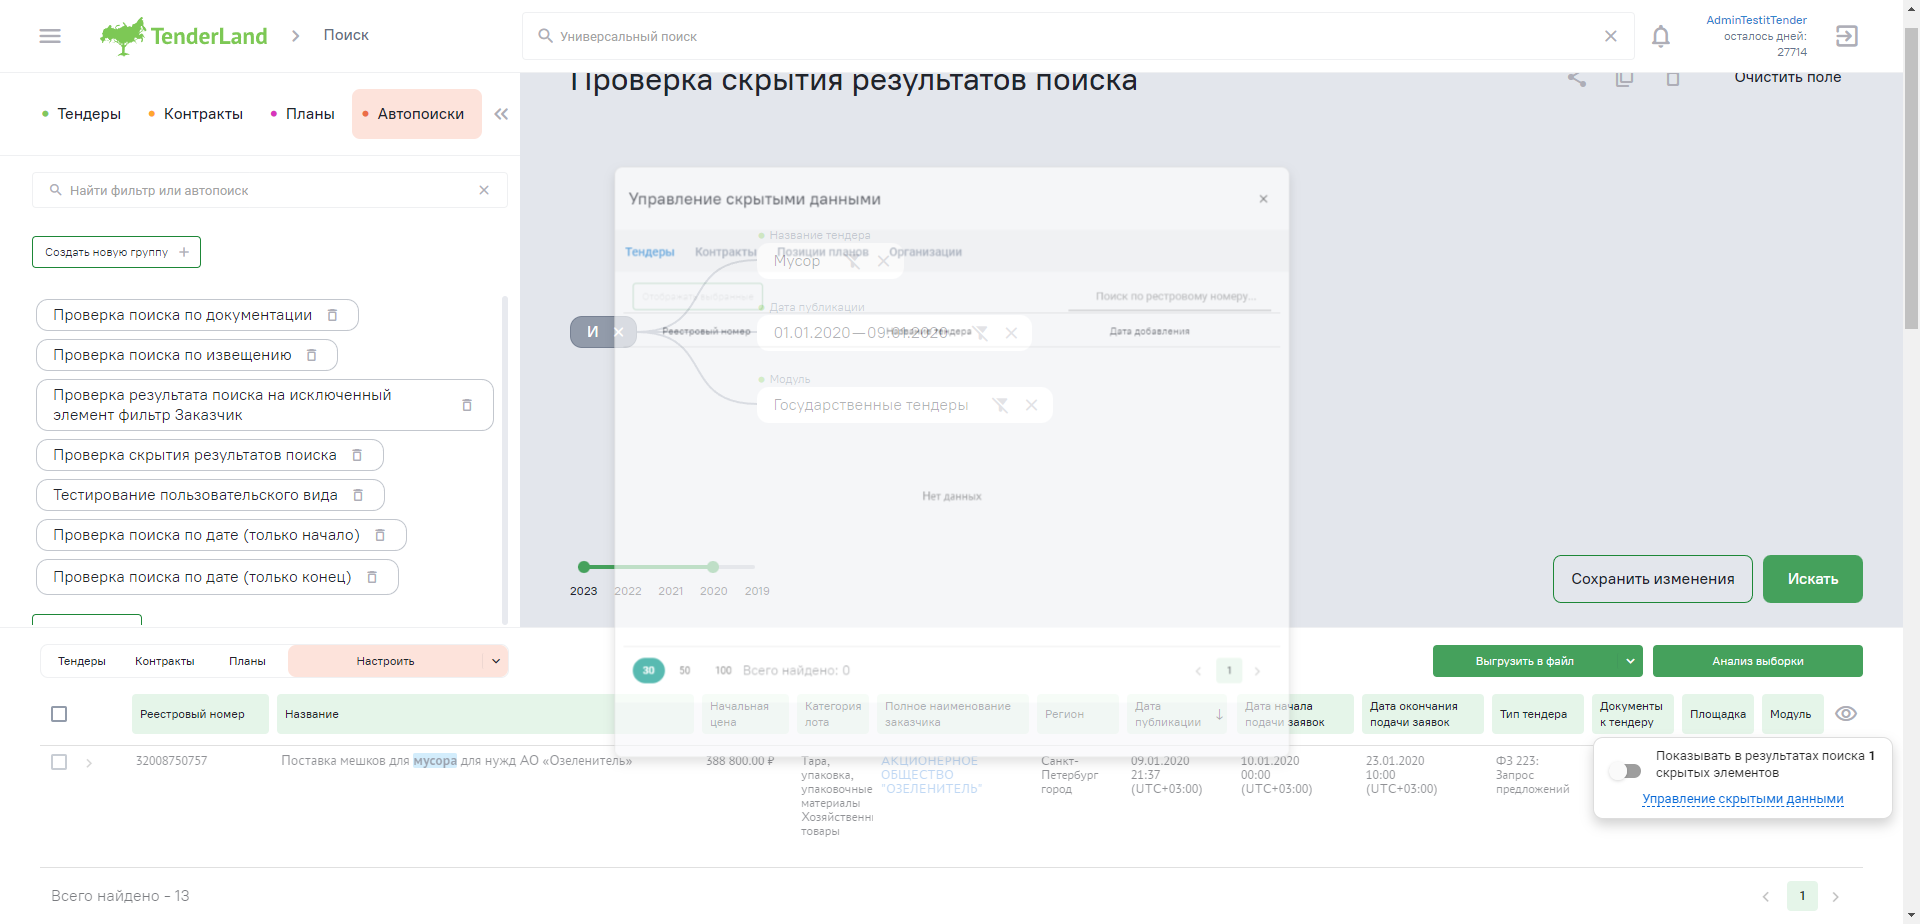 TenderLand
Поиск
Универсальный поиск
AdminTestitTender
осталось дней:
27714
Тендеры
Контракты
Планы
Автопоиски
Найти фильтр или автопоиск
Создать новую группу
Проверка поиска по документации
Проверка поиска по извещению
Проверка результата поиска на исключенный
элемент фильтр Заказчик
Проверка скрытия результатов поиска
Тестирование пользовательского вида
Проверка поиска по дате (только начало)
Проверка поиска по дате (только конец)
Проверка скрытия результатов поиска
Очистить поле
Управление скрытыми данными
Тендеры
Контракты
Позиции планов
Организации
Отображать выбранные
Поиск по рестровому номеру...
Реестровый номер
Название тендера
Дата добавления
Нет данных
30
50
100
Всего найдено: 0
1
И
Название тендера
Мусор
Дата публикации
01.01.2020—09.01.2020
Модуль
Государственные тендеры
2023
2022
2021
2020
2019
Сохранить изменения
Искать
Тендеры
Контракты
Планы
Настроить
Выгрузить в файл
Анализ выборки
Реестровый номер
Название
Начальная
цена
Категория
лота
Полное наименование
заказчика
Регион
Дата
публикации
Дата начала
подачи заявок
Дата окончания
подачи заявок
Тип тендера
Документы
к тендеру
Площадка
Модуль
32008750757
Поставка мешков для мусора для нужд АО «Озеленитель»
388 800.00 ₽
Тара,
упаковка,
упаковочные
материалы
Хозяйственн
товары
АКЦИОНЕРНОЕ
ОБЩЕСТВО
"ОЗЕЛЕНИТЕЛЬ"
Санкт-
Петербург
город
09.01.2020
21:37
(UTC+03:00)
10.01.2020
00:00
(UTC+03:00)
23.01.2020
10:00
(UTC+03:00)
ФЗ 223:
Запрос
предложений
Показывать в результатах поиска 1
скрытых элементов
Управление скрытыми данными
Всего найдено - 13
1